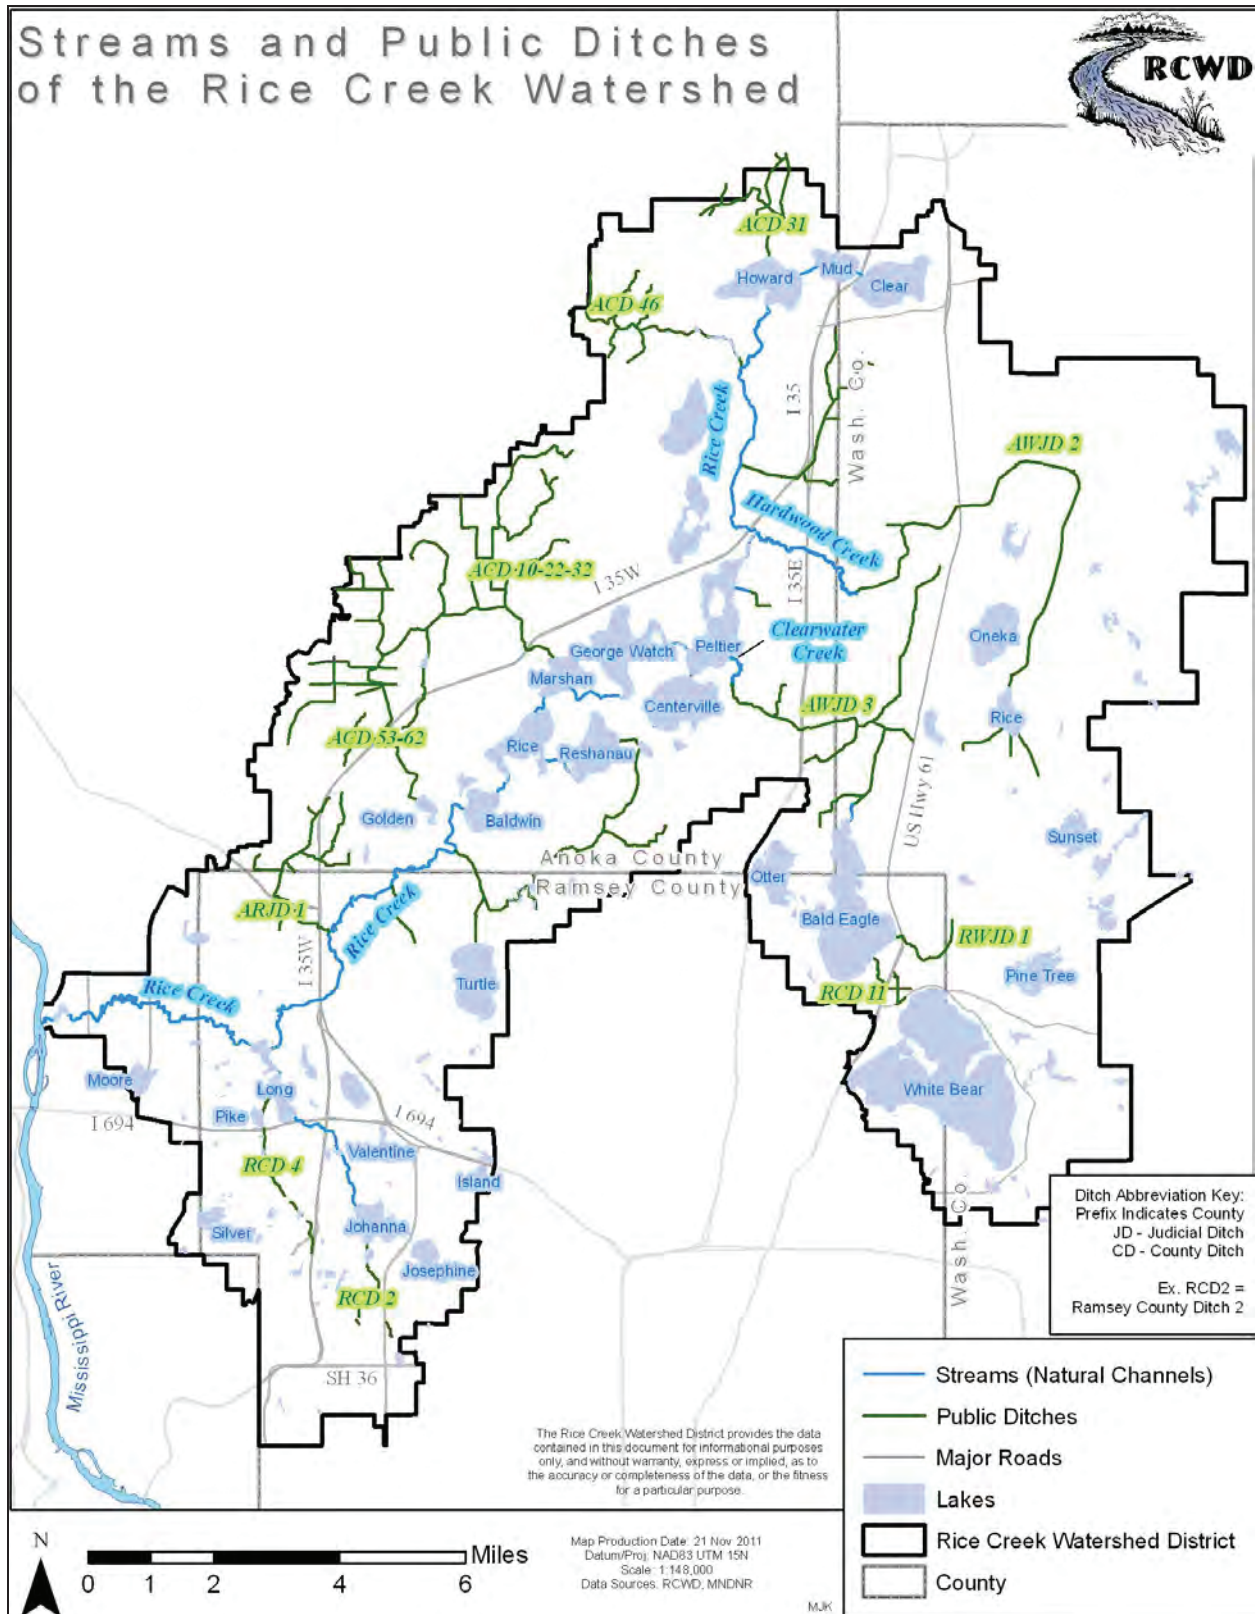 Streams and Public Ditches
of the Rice Creek Watershed
RCWD
ACD 31
Howard
Mud
Clear
ACD 46
Rice Creek
I 35
Wash. Co.
AWJD 2
Hardwood Creek
ACD 10-22-32
I 35W
I 35E
Clearwater
Creek
Oneka
George Watch
Peltier
Marshan
Centerville
AWJD 3
Rice
ACD 53-62
Rice
Reshanau
US Hwy 61
Golden
Baldwin
Sunset
Anoka County
Ramsey County
Otter
ARJD 1
Rice Creek
Bald Eagle
RWJD 1
I 35W
Turtle
Pine Tree
RCD 11
Rice Creek
Moore
Long
White Bear
Pike
I 694
I 694
Valentine
RCD 4
Island
Silver
Johanna
Josephine
RCD 2
Wash. Co.
Mississippi River
SH 36
Ditch Abbreviation Key:
Prefix Indicates County
JD - Judicial Ditch
CD - County Ditch
Ex. RCD2 =
Ramsey County Ditch 2
The Rice Creek Watershed District provides the data
contained in this document for informational purposes
only, and without warranty, express or implied, as to
the accuracy or completeness of the data, or the fitness
for a particular purpose.
Streams (Natural Channels)
Public Ditches
Major Roads
Lakes
Rice Creek Watershed District
County
N
Miles
0 1 2 4 6
Map Production Date: 21 Nov 2011
Datum/Proj: NAD83 UTM 15N
Scale: 1:148,000
Data Sources: RCWD, MNDNR
MJK